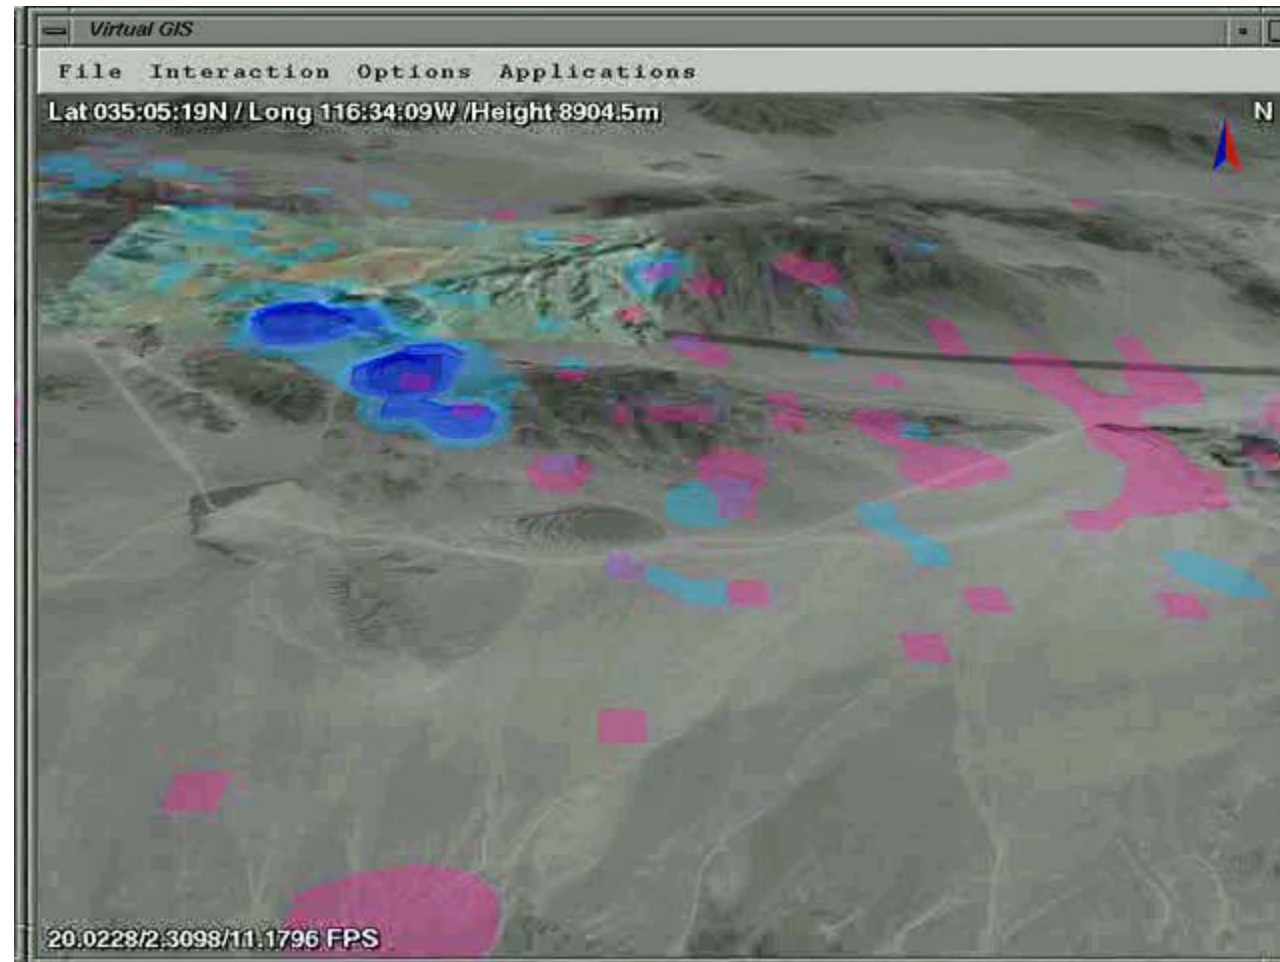 Virtual GIS
File Interaction Options Applications
Lat 035:05:19N / Long 116:34:09W /Height 8904.5m
N
20.0228/2.3098/11.1796 FPS